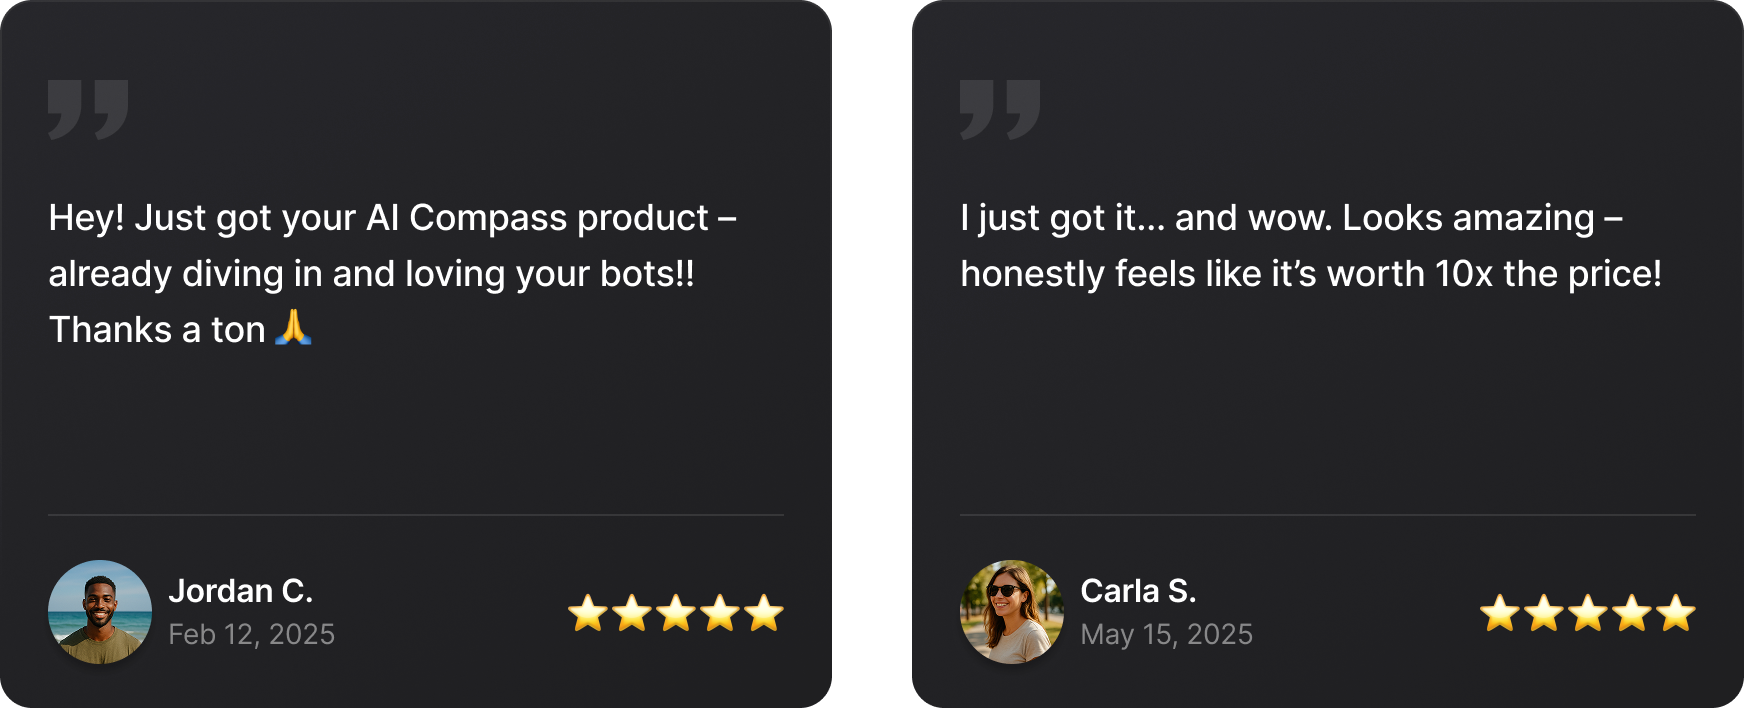 Hey! Just got your AI Compass product –
already diving in and loving your bots!!
Thanks a ton 🙏
Jordan C.
Feb 12, 2025
⭐⭐⭐⭐⭐
I just got it... and wow. Looks amazing –
honestly feels like it’s worth 10x the price!
Carla S.
May 15, 2025
⭐⭐⭐⭐⭐